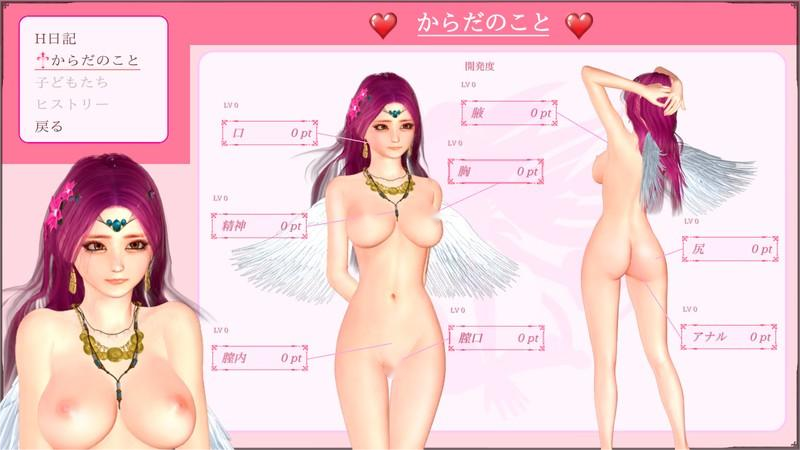 からだのこと
H日記
からだのこと
子どもたち
ヒストリー
戻る
開発度
LV 0
口 0 pt
LV 0
腋 0 pt
LV 0
胸 0 pt
LV 0
精神 0 pt
LV 0
尻 0 pt
LV 0
膣内 0 pt
LV 0
膣口 0 pt
LV 0
アナル 0 pt